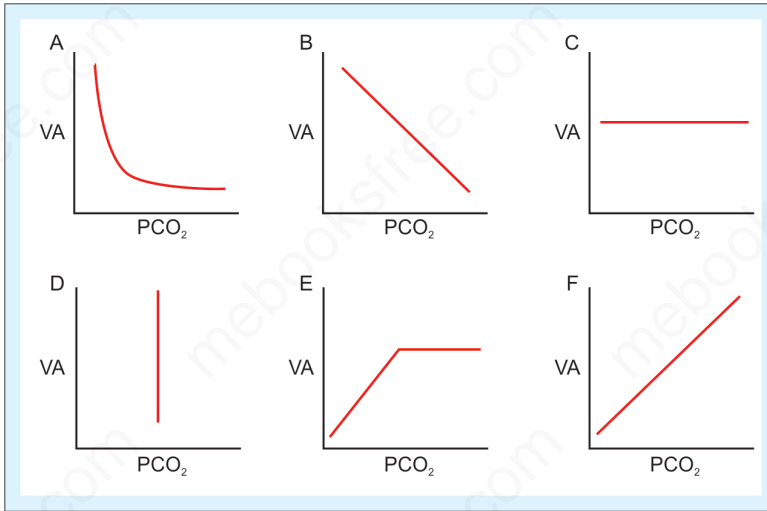 A
VA
PCO₂
B
VA
PCO₂
C
VA
PCO₂
D
VA
PCO₂
E
VA
PCO₂
F
VA
PCO₂
mebooksfree.com